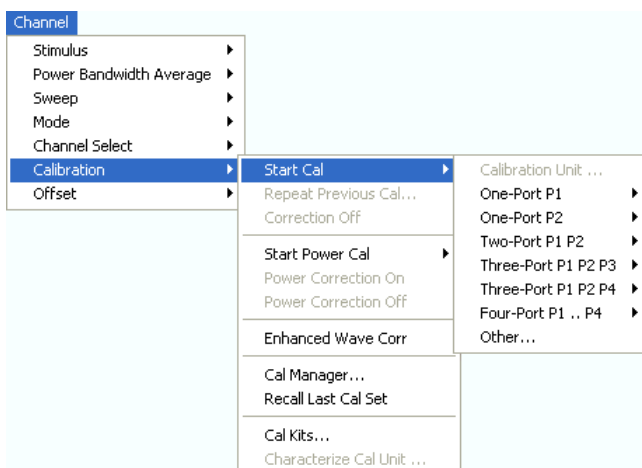 Channel
Stimulus
Power Bandwidth Average
Sweep
Mode
Channel Select
Calibration
Offset
Start Cal
Repeat Previous Cal...
Correction Off
Start Power Cal
Power Correction On
Power Correction Off
Enhanced Wave Corr
Cal Manager...
Recall Last Cal Set
Cal Kits...
Characterize Cal Unit ...
Calibration Unit ...
One-Port P1
One-Port P2
Two-Port P1 P2
Three-Port P1 P2 P3
Three-Port P1 P2 P4
Four-Port P1 .. P4
Other...